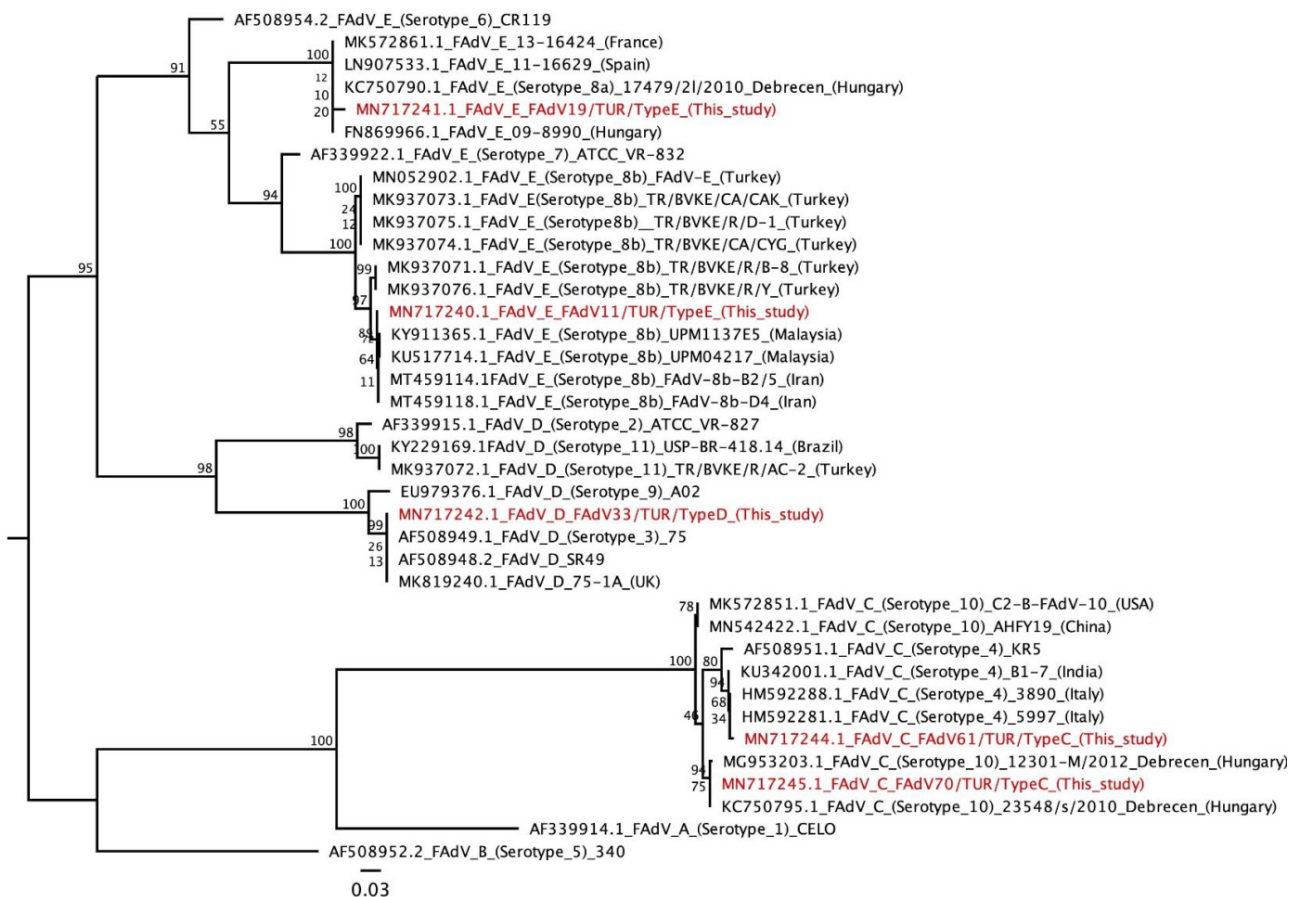 AF508954.2_FAdV_E_(Serotype_6)_CR119
MK572861.1_FAdV_E_13-16424_(France)
100
LN907533.1_FAdV_E_11-16629_(Spain)
91
12
KC750790.1_FAdV_E_(Serotype_8a)_17479/2I/2010_Debrecen_(Hungary)
10
MN717241.1_FAdV_E_FAdV19/TUR/TypeE_(This_study)
20
55
FN869966.1_FAdV_E_09-8990_(Hungary)
AF339922.1_FAdV_E_(Serotype_7)_ATCC_VR-832
MN052902.1_FAdV_E_(Serotype_8b)_FAdV-E_(Turkey)
100
94
MK937073.1_FAdV_E(Serotype_8b)_TR/BVKE/CA/CAK_(Turkey)
24
MK937075.1_FAdV_E_(Serotype8b)__TR/BVKE/R/D-1_(Turkey)
12
100
MK937074.1_FAdV_E_(Serotype_8b)_TR/BVKE/CA/CYG_(Turkey)
95
99
MK937071.1_FAdV_E_(Serotype_8b)_TR/BVKE/R/B-8_(Turkey)
MK937076.1_FAdV_E_(Serotype_8b)_TR/BVKE/R/Y_(Turkey)
97
MN717240.1_FAdV_E_FAdV11/TUR/TypeE_(This_study)
KY911365.1_FAdV_E_(Serotype_8b)_UPM1137E5_(Malaysia)
64
KU517714.1_FAdV_E_(Serotype_8b)_UPM04217_(Malaysia)
11
MT459114.1FAdV_E_(Serotype_8b)_FAdV-8b-B2/5_(Iran)
MT459118.1_FAdV_E_(Serotype_8b)_FAdV-8b-D4_(Iran)
98
AF339915.1_FAdV_D_(Serotype_2)_ATCC_VR-827
100
KY229169.1FAdV_D_(Serotype_11)_USP-BR-418.14_(Brazil)
98
MK937072.1_FAdV_D_(Serotype_11)_TR/BVKE/R/AC-2_(Turkey)
EU979376.1_FAdV_D_(Serotype_9)_A02
100
MN717242.1_FAdV_D_FAdV33/TUR/TypeD_(This_study)
99
AF508949.1_FAdV_D_(Serotype_3)_75
26
AF508948.2_FAdV_D_SR49
13
MK819240.1_FAdV_D_75-1A_(UK)
78
MK572851.1_FAdV_C_(Serotype_10)_C2-B-FAdV-10_(USA)
MN542422.1_FAdV_C_(Serotype_10)_AHFY19_(China)
AF508951.1_FAdV_C_(Serotype_4)_KR5
100
80
KU342001.1_FAdV_C_(Serotype_4)_B1-7_(India)
94
HM592288.1_FAdV_C_(Serotype_4)_3890_(Italy)
68
HM592281.1_FAdV_C_(Serotype_4)_5997_(Italy)
46
34
MN717244.1_FAdV_C_FAdV61/TUR/TypeC_(This_study)
100
MG953203.1_FAdV_C_(Serotype_10)_12301-M/2012_Debrecen_(Hungary)
94
MN717245.1_FAdV_C_FAdV70/TUR/TypeC_(This_study)
75
KC750795.1_FAdV_C_(Serotype_10)_23548/s/2010_Debrecen_(Hungary)
AF339914.1_FAdV_A_(Serotype_1)_CELO
AF508952.2_FAdV_B_(Serotype_5)_340
0.03